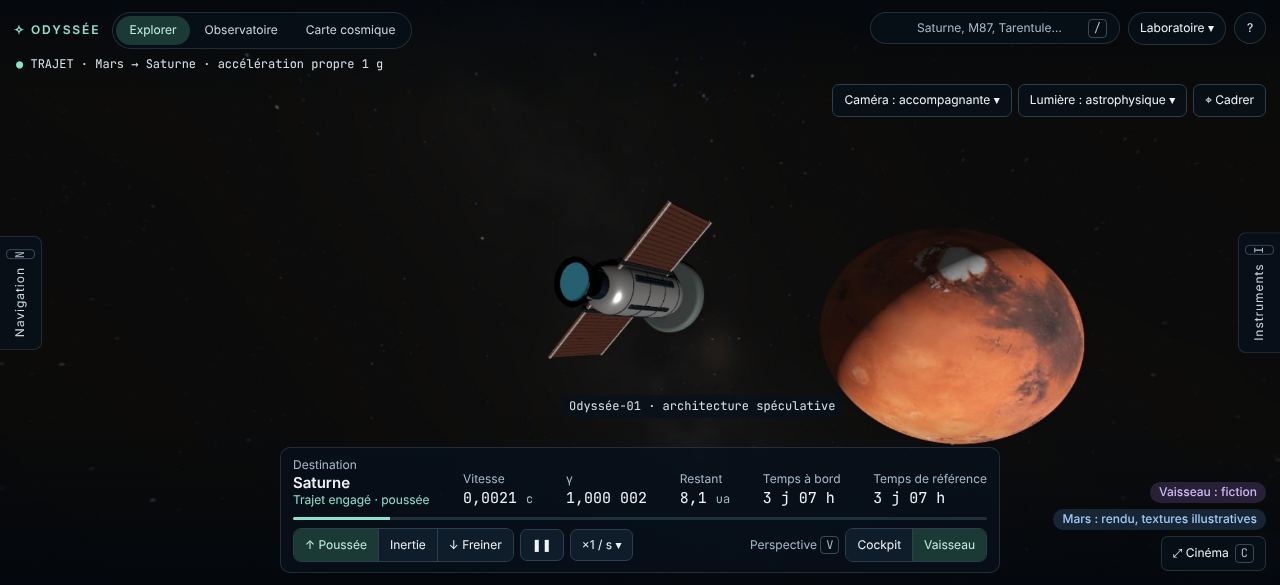 ✧ ODYSSÉE
Explorer
Observatoire
Carte cosmique
Saturne, M87, Tarentule...
/
Laboratoire ▾
?
● TRAJET · Mars → Saturne · accélération propre 1 g
Caméra : accompagnante ▾
Lumière : astrophysique ▾
⌖ Cadrer
N
Navigation
I
Instruments
Odyssée-01 · architecture spéculative
Destination
Saturne
Trajet engagé · poussée
Vitesse
0,0021 c
γ
1,000 002
Restant
8,1 ua
Temps à bord
3 j 07 h
Temps de référence
3 j 07 h
↑ Poussée
Inertie
↓ Freiner
❚❚
×1 / s ▾
Perspective V
Cockpit
Vaisseau
Vaisseau : fiction
Mars : rendu, textures illustratives
⤢ Cinéma C